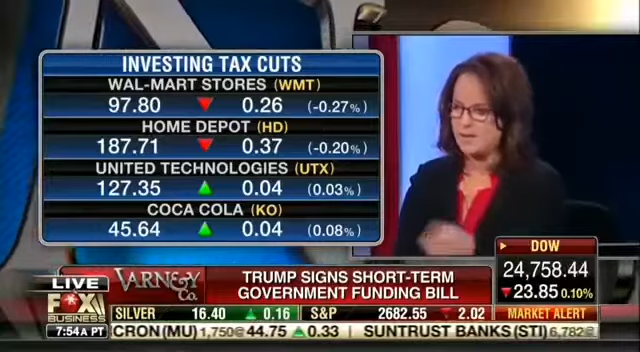 INVESTING TAX CUTS
WAL-MART STORES (WMT)
97.80 ▼ 0.26 (-0.27%)
HOME DEPOT (HD)
187.71 ▼ 0.37 (-0.20%)
UNITED TECHNOLOGIES (UTX)
127.35 ▲ 0.04 (0.03%)
COCA COLA (KO)
45.64 ▲ 0.04 (0.08%)
DOW
24,758.44
▼ 23.85 0.10%
MARKET ALERT
LIVE
FOX
BUSINESS
7:54A PT
VARNEY
& Co.
TRUMP SIGNS SHORT-TERM
GOVERNMENT FUNDING BILL
SILVER 16.40 ▲ 0.16 S&P 2682.55 ▼ 2.02
CRON(MU) 1,750@44.75 ▲ 0.33 SUNTRUST BANKS(STI) 6,782@